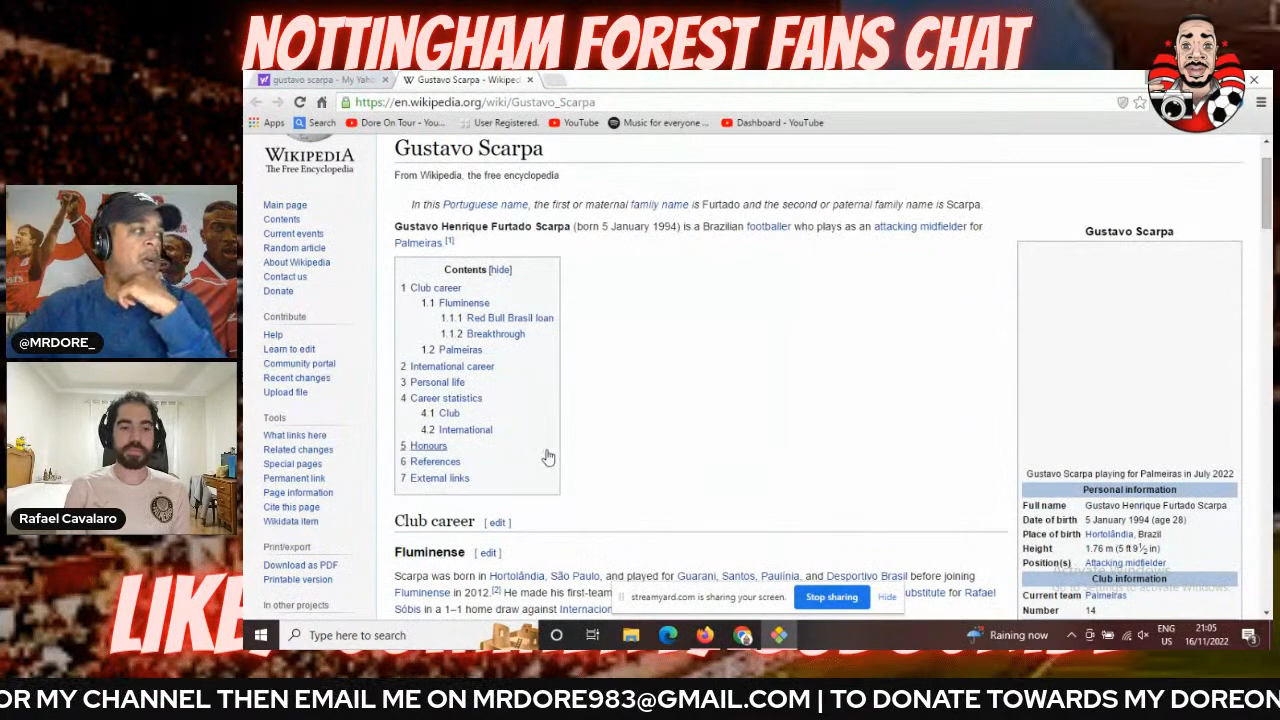 NOTTINGHAM FOREST FANS CHAT
gustavo scarpa - My Yah
Gustavo Scarpa - Wikiped
https://en.wikipedia.org/wiki/Gustavo_Scarpa
Apps Search Dore On Tour - You... User Registered. YouTube Music for everyone ... Dashboard - YouTube
WIKIPEDIA
The Free Encyclopedia
Main page
Contents
Current events
Random article
About Wikipedia
Contact us
Donate
Contribute
Help
Learn to edit
Community portal
Recent changes
Upload file
Tools
What links here
Related changes
Special pages
Permanent link
Page information
Cite this page
Wikidata item
Print/export
Download as PDF
Printable version
In other projects
Gustavo Scarpa
From Wikipedia, the free encyclopedia
In this Portuguese name, the first or maternal family name is Furtado and the second or paternal family name is Scarpa.
Gustavo Henrique Furtado Scarpa (born 5 January 1994) is a Brazilian footballer who plays as an attacking midfielder for
Palmeiras.[1]
Contents [hide]
1 Club career
1.1 Fluminense
1.1.1 Red Bull Brasil loan
1.1.2 Breakthrough
1.2 Palmeiras
2 International career
3 Personal life
4 Career statistics
4.1 Club
4.2 International
5 Honours
6 References
7 External links
Club career [ edit ]
Fluminense [ edit ]
Scarpa was born in Hortolândia, São Paulo, and played for Guarani, Santos, Paulínia, and Desportivo Brasil before joining
Fluminense in 2012.[2] He made his first-team
ubstitute for Rafael
Sóbis in a 1–1 home draw against Internacion
Gustavo Scarpa
Gustavo Scarpa playing for Palmeiras in July 2022
Personal information
Full name Gustavo Henrique Furtado Scarpa
Date of birth 5 January 1994 (age 28)
Place of birth Hortolândia, Brazil
Height 1.76 m (5 ft 9 1⁄2 in)
Position(s) Attacking midfielder
Club information
Current team Palmeiras
Number 14
Activate Windows
Go to Settings to activate Windows.
streamyard.com is sharing your screen. Stop sharing Hide
@MRDORE_
Rafael Cavalaro
Type here to search
Raining now
ENG
US
21:05
16/11/2022
3
LIKE
OR MY CHANNEL THEN EMAIL ME ON MRDORE983@GMAIL.COM | TO DONATE TOWARDS MY DOREON